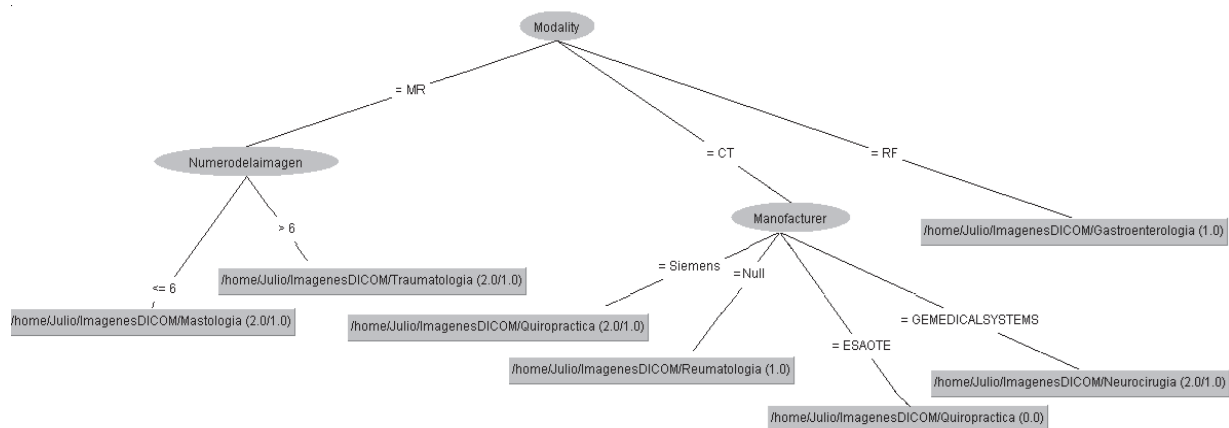 Modality
= MR
= CT
= RF
Numerodelaimagen
<= 6
> 6
/home/Julio/ImagenesDICOM/Mastologia (2.0/1.0)
/home/Julio/ImagenesDICOM/Traumatologia (2.0/1.0)
Manofacturer
/home/Julio/ImagenesDICOM/Gastroenterologia (1.0)
= Siemens
=Null
= ESAOTE
= GEMEDICALSYSTEMS
/home/Julio/ImagenesDICOM/Quiropractica (2.0/1.0)
/home/Julio/ImagenesDICOM/Reumatologia (1.0)
/home/Julio/ImagenesDICOM/Quiropractica (0.0)
/home/Julio/ImagenesDICOM/Neurocirugia (2.0/1.0)